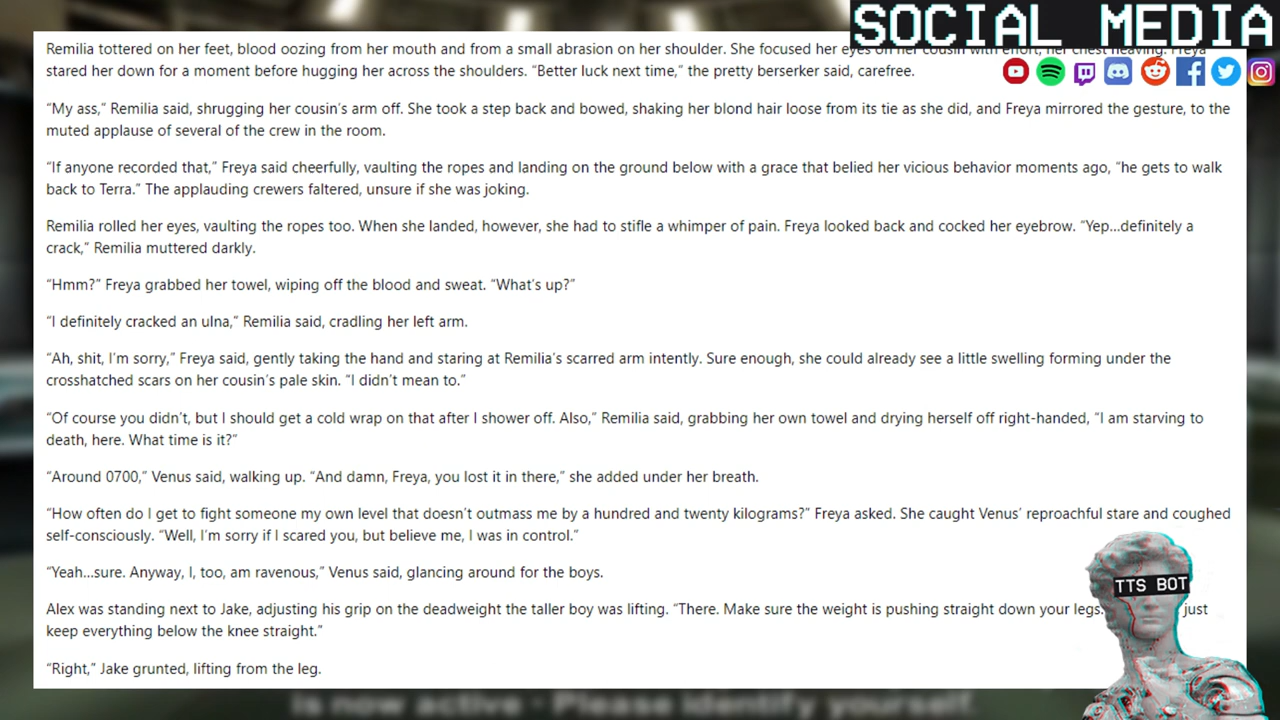 SOCIAL MEDIA
Remilia tottered on her feet, blood oozing from her mouth and from a small abrasion on her shoulder. She focused her eyes on her cousin with effort, her chest heaving. Freya
stared her down for a moment before hugging her across the shoulders. “Better luck next time,” the pretty berserker said, carefree.
“My ass,” Remilia said, shrugging her cousin’s arm off. She took a step back and bowed, shaking her blond hair loose from its tie as she did, and Freya mirrored the gesture, to the
muted applause of several of the crew in the room.
“If anyone recorded that,” Freya said cheerfully, vaulting the ropes and landing on the ground below with a grace that belied her vicious behavior moments ago, “he gets to walk
back to Terra.” The applauding crewers faltered, unsure if she was joking.
Remilia rolled her eyes, vaulting the ropes too. When she landed, however, she had to stifle a whimper of pain. Freya looked back and cocked her eyebrow. “Yep...definitely a
crack,” Remilia muttered darkly.
“Hmm?” Freya grabbed her towel, wiping off the blood and sweat. “What’s up?”
“I definitely cracked an ulna,” Remilia said, cradling her left arm.
“Ah, shit, I’m sorry,” Freya said, gently taking the hand and staring at Remilia’s scarred arm intently. Sure enough, she could already see a little swelling forming under the
crosshatched scars on her cousin’s pale skin. “I didn’t mean to.”
“Of course you didn’t, but I should get a cold wrap on that after I shower off. Also,” Remilia said, grabbing her own towel and drying herself off right-handed, “I am starving to
death, here. What time is it?”
“Around 0700,” Venus said, walking up. “And damn, Freya, you lost it in there,” she added under her breath.
“How often do I get to fight someone my own level that doesn’t outmass me by a hundred and twenty kilograms?” Freya asked. She caught Venus’ reproachful stare and coughed
self-consciously. “Well, I’m sorry if I scared you, but believe me, I was in control.”
“Yeah...sure. Anyway, I, too, am ravenous,” Venus said, glancing around for the boys.
Alex was standing next to Jake, adjusting his grip on the deadweight the taller boy was lifting. “There. Make sure the weight is pushing straight down your legs. just
keep everything below the knee straight.”
“Right,” Jake grunted, lifting from the leg.
TTS BOT
is now active - Please identify yourself.